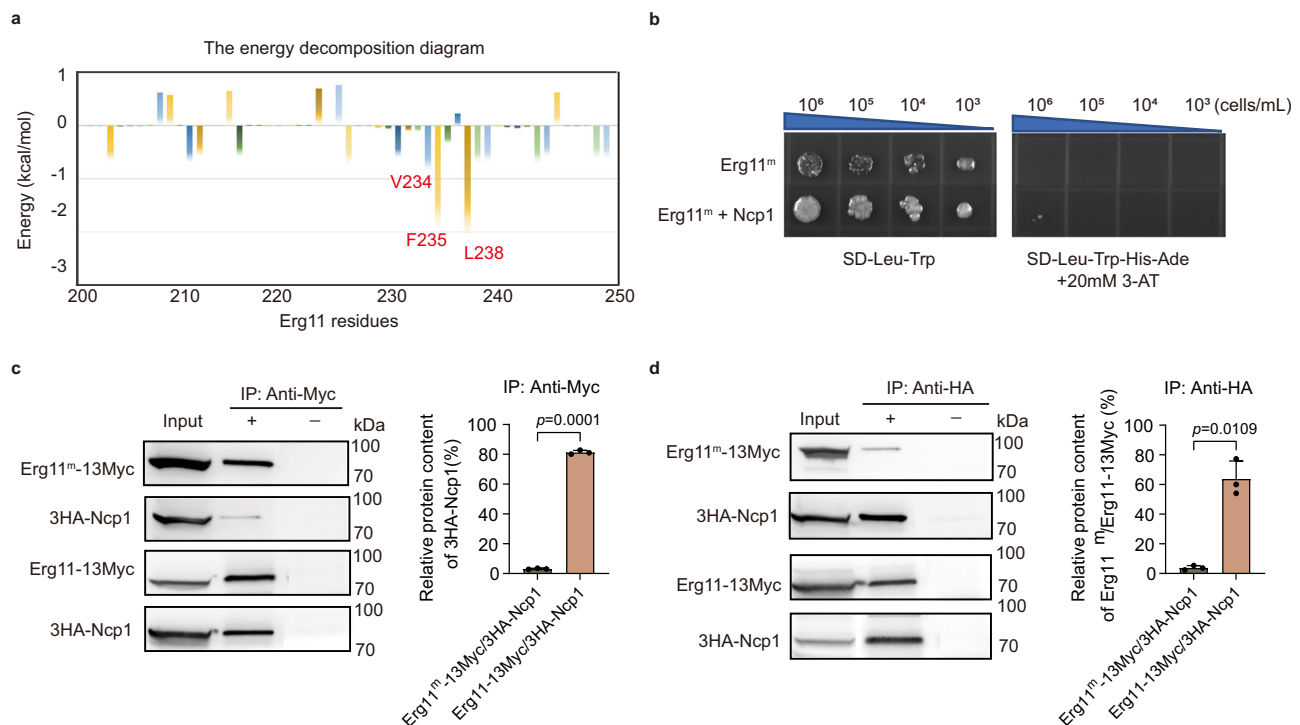 a
The energy decomposition diagram
Energy (kcal/mol)
1
0
-1
-2
-3
V234
F235
L238
200 210 220 230 240 250
Erg11 residues
b
10⁶ 10⁵ 10⁴ 10³ 10⁶ 10⁵ 10⁴ 10³ (cells/mL)
Erg11ᵐ
Erg11ᵐ + Ncp1
SD-Leu-Trp
SD-Leu-Trp-His-Ade
+20mM 3-AT
c
IP: Anti-Myc
Input + − kDa
Erg11ᵐ-13Myc
100
70
3HA-Ncp1
100
70
Erg11-13Myc
100
70
3HA-Ncp1
100
70
IP: Anti-Myc
p=0.0001
Relative protein content
of 3HA-Ncp1(%)
100
80
60
40
20
0
Erg11ᵐ-13Myc/3HA-Ncp1
Erg11-13Myc/3HA-Ncp1
d
IP: Anti-HA
Input + − kDa
Erg11ᵐ-13Myc
100
70
3HA-Ncp1
100
70
Erg11-13Myc
100
70
3HA-Ncp1
100
70
IP: Anti-HA
p=0.0109
Relative protein content
of Erg11 ᵐ/Erg11-13Myc (%)
100
80
60
40
20
0
Erg11ᵐ-13Myc/3HA-Ncp1
Erg11-13Myc/3HA-Ncp1